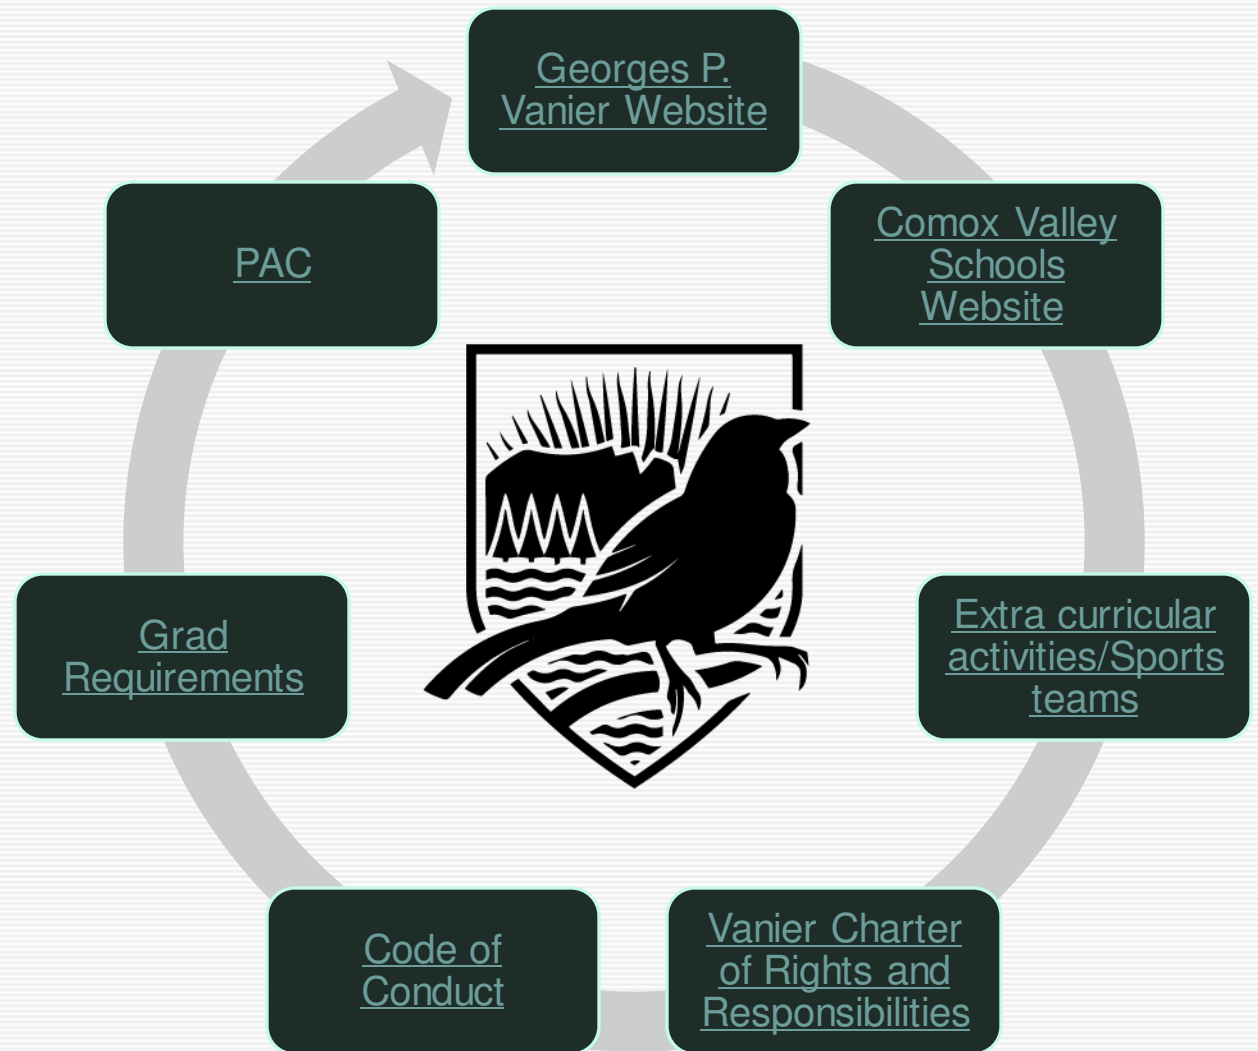 Georges P.
Vanier Website
Comox Valley
Schools
Website
Extra curricular
activities/Sports
teams
Vanier Charter
of Rights and
Responsibilities
Code of
Conduct
Grad
Requirements
PAC